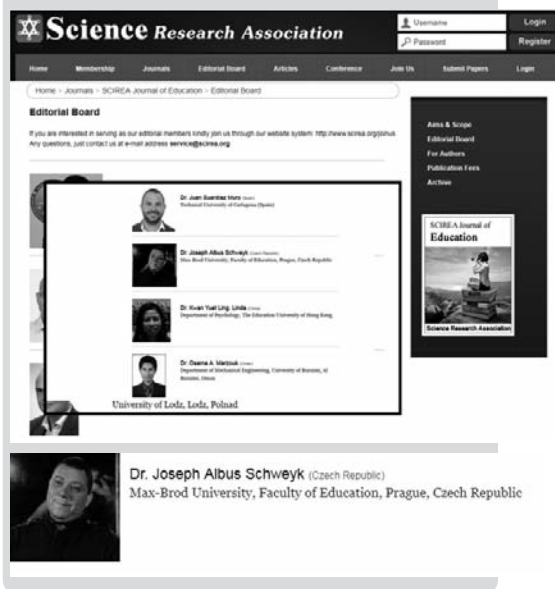 Science Research Association
Username
Login
Password
Register
Home
Membership
Journals
Editorial Board
Articles
Conference
Join Us
Submit Papers
Login
Home > Journals > SCIREA Journal of Education > Editorial Board
Editorial Board
If you are interested in serving as our editorial members kindly join us through our website system: http://www.scirea.org/joinus.
Any questions, just contact us at e-mail address service@scirea.org
Aims & Scope
Editorial Board
For Authors
Publication Fees
Archive
SCIREA Journal of
Education
Science Research Association
Technical University of Cartagena (Spain)
Dr. Joseph Albus Schweyk (Czech Republic)
Max-Brod University, Faculty of Education, Prague, Czech Republic
Dr. Kwan Yuet Ling, Linda
Department of Psychology, The Education University of Hong Kong,
Dr. Osama A. Marzouk (Oman)
Department of Mechanical Engineering, University of Buraimi, Al
Buraimi, Oman
University of Lodz, Lodz, Polnad
Dr. Joseph Albus Schweyk (Czech Republic)
Max-Brod University, Faculty of Education, Prague, Czech Republic